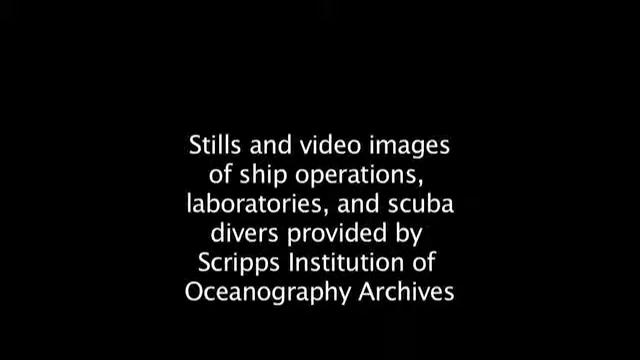 Stills and video images
of ship operations,
laboratories, and scuba
divers provided by
Scripps Institution of
Oceanography Archives